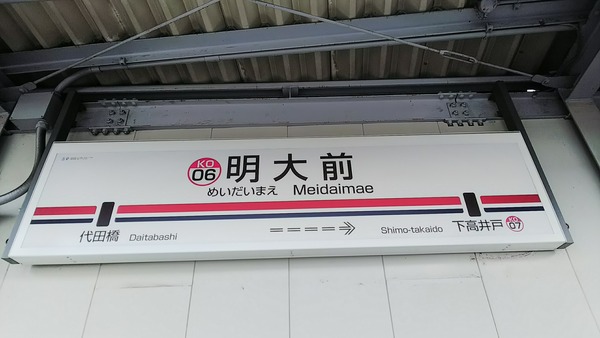 KO
06
明大前
めいだいまえ Meidaimae
代田橋 Daitabashi
Shimo-takaido 下高井戸 KO 07